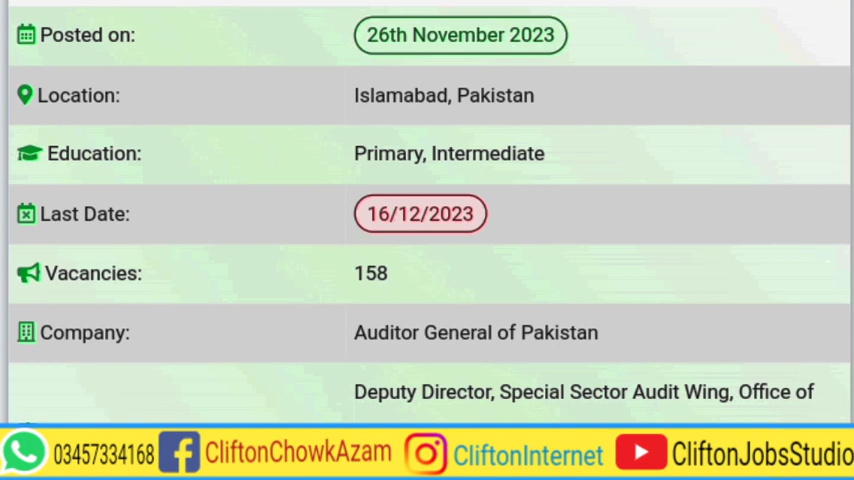 Posted on: 26th November 2023
Location: Islamabad, Pakistan
Education: Primary, Intermediate
Last Date: 16/12/2023
Vacancies: 158
Company: Auditor General of Pakistan
Deputy Director, Special Sector Audit Wing, Office of
03457334168 CliftonChowkAzam CliftonInternet CliftonJobsStudio